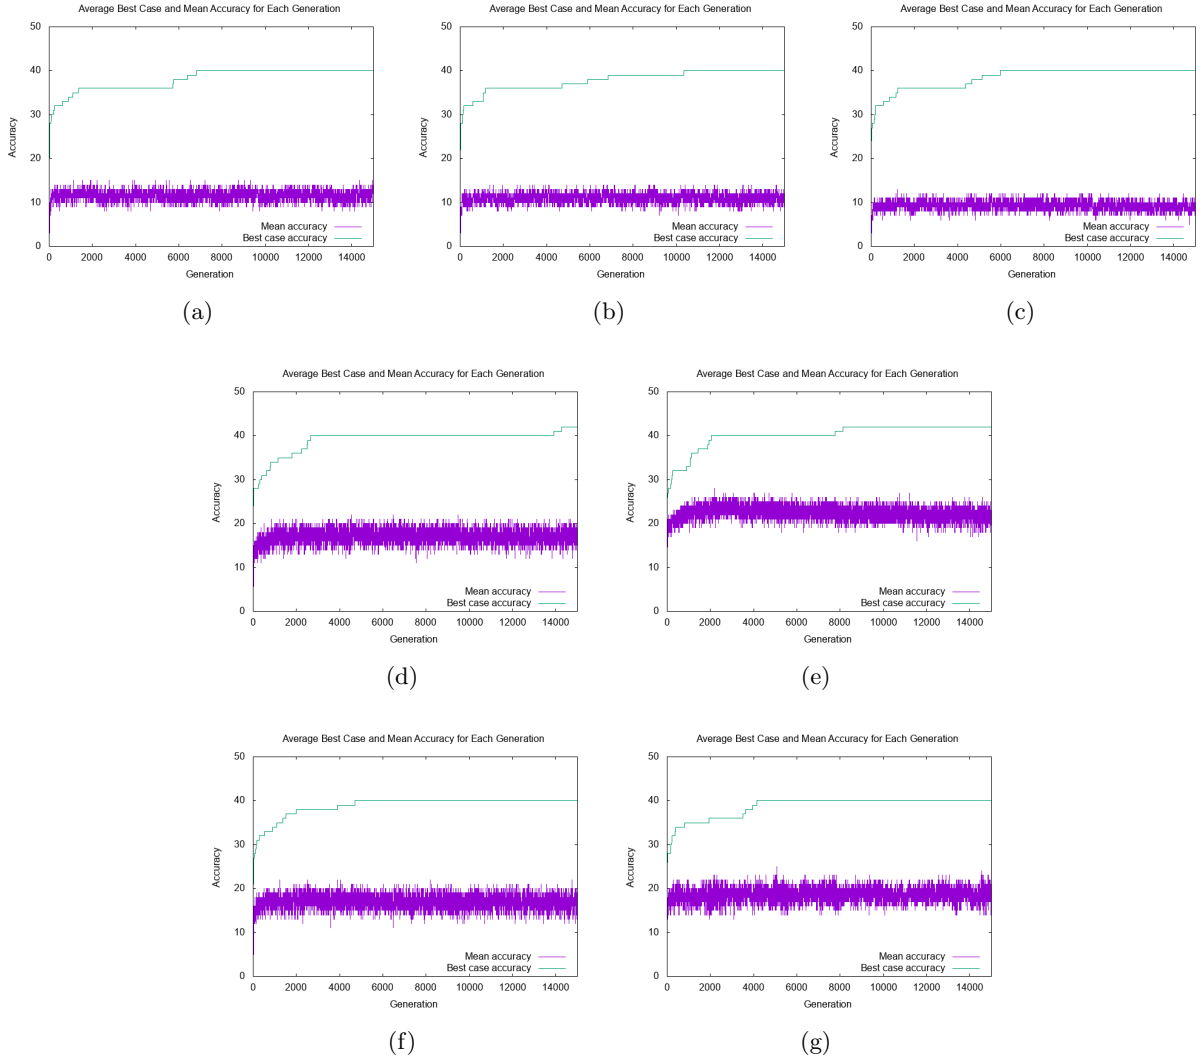 Average Best Case and Mean Accuracy for Each Generation
50
40
30
20
10
0
Accuracy
Mean accuracy
Best case accuracy
0 2000 4000 6000 8000 10000 12000 14000
Generation
(a)
Average Best Case and Mean Accuracy for Each Generation
50
40
30
20
10
0
Accuracy
Mean accuracy
Best case accuracy
0 2000 4000 6000 8000 10000 12000 14000
Generation
(b)
Average Best Case and Mean Accuracy for Each Generation
50
40
30
20
10
0
Accuracy
Mean accuracy
Best case accuracy
0 2000 4000 6000 8000 10000 12000 14000
Generation
(c)
Average Best Case and Mean Accuracy for Each Generation
50
40
30
20
10
0
Accuracy
Mean accuracy
Best case accuracy
0 2000 4000 6000 8000 10000 12000 14000
Generation
(d)
Average Best Case and Mean Accuracy for Each Generation
50
40
30
20
10
0
Accuracy
Mean accuracy
Best case accuracy
0 2000 4000 6000 8000 10000 12000 14000
Generation
(e)
Average Best Case and Mean Accuracy for Each Generation
50
40
30
20
10
0
Accuracy
Mean accuracy
Best case accuracy
0 2000 4000 6000 8000 10000 12000 14000
Generation
(f)
Average Best Case and Mean Accuracy for Each Generation
50
40
30
20
10
0
Accuracy
Mean accuracy
Best case accuracy
0 2000 4000 6000 8000 10000 12000 14000
Generation
(g)